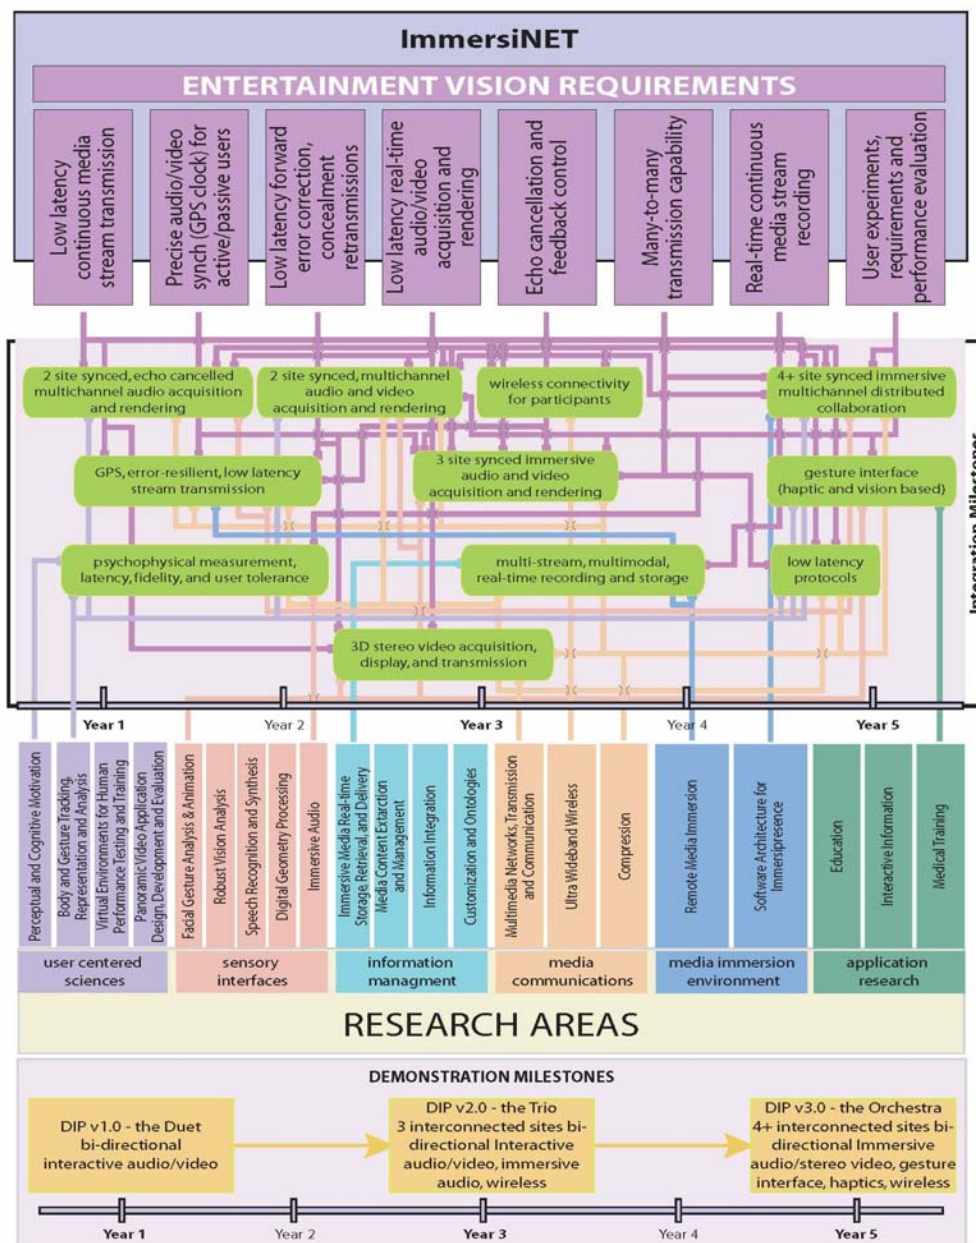 ImmersiNET
ENTERTAINMENT VISION REQUIREMENTS
Low latency
continuous media
stream transmission
Precise audio/video
synch (GPS clock) for
active/passive users
Low latency forward
error correction,
concealment
retransmissions
Low latency real-time
audio/video
acquisition and
rendering
Echo cancellation and
feedback control
Many-to-many
transmission capability
Real-time continuous
media stream
recording
User experiments,
requirements and
performance evaluation
2 site synced, echo cancelled
multichannel audio acquisition
and rendering
2 site synced, multichannel
audio and video
acquisition and rendering
wireless connectivity
for participants
4+ site synced immersive
multichannel distributed
collaboration
GPS, error-resilient, low latency
stream transmission
3 site synced immersive
audio and video
acquisition and rendering
gesture interface
(haptic and vision based)
psychophysical measurement,
latency, fidelity, and user tolerance
multi-stream, multimodal,
real-time recording and storage
low latency
protocols
3D stereo video acquisition,
display, and transmission
Integration Milestones
Year 1
Year 2
Year 3
Year 4
Year 5
Perceptual and Cognitive Motivation
Body and Gesture Tracking,
Representation and Analysis
Virtual Environments for Human
Performance Testing and Training
Panoramic Video Application
Design, Development and Evaluation
Facial Gesture Analysis & Animation
Robust Vision Analysis
Speech Recognition and Synthesis
Digital Geometry Processing
Immersive Audio
Immersive Media Real-time
Storage, Retrieval, and Delivery
Media Content Extarction
and Management
Information Integration
Customization and Ontologies
Multimedia Networks, Transmission
and Communication
Ultra Wideband Wireless
Compression
Remote Media Immersion
Software Architecture for
Immersipresence
Education
Interactive Information
Medical Training
user centered
sciences
sensory
interfaces
information
managment
media
communications
media immersion
environment
application
research
RESEARCH AREAS
DEMONSTRATION MILESTONES
DIP v1.0 - the Duet
bi-directional
interactive audio/video
DIP v2.0 - the Trio
3 interconnected sites bi-
directional Interactive
audio/video, immersive
audio, wireless
DIP v3.0 - the Orchestra
4+ interconnected sites bi-
directional Immersive
audio/stereo video, gesture
interface, haptics, wireless
Year 1
Year 2
Year 3
Year 4
Year 5